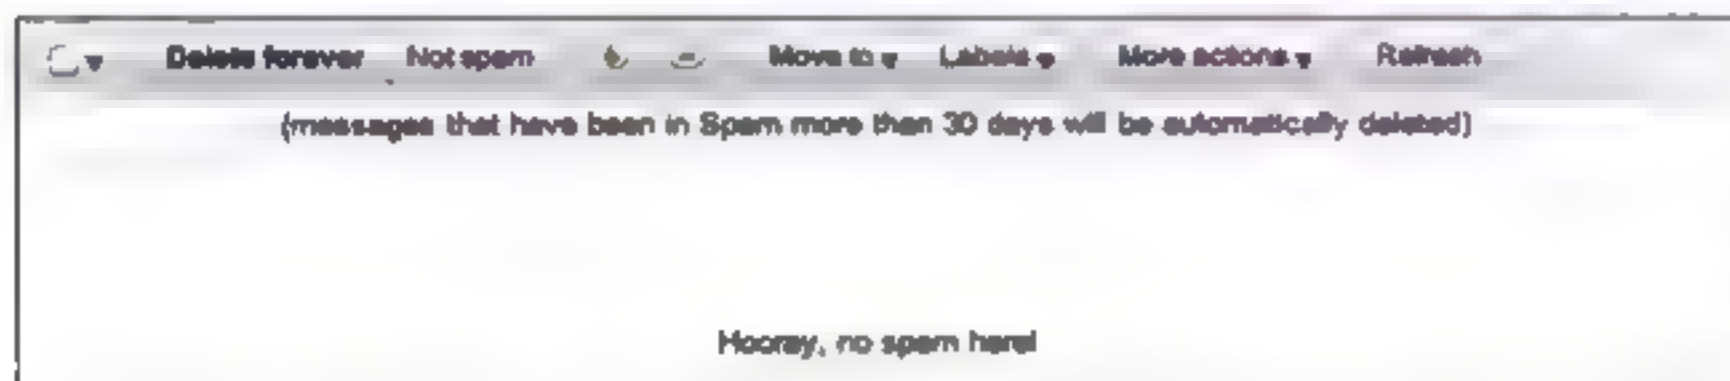 Delete forever Not spam Move to Labels More actions Refresh
(messages that have been in Spam more than 30 days will be automatically deleted)
Hooray, no spam here!